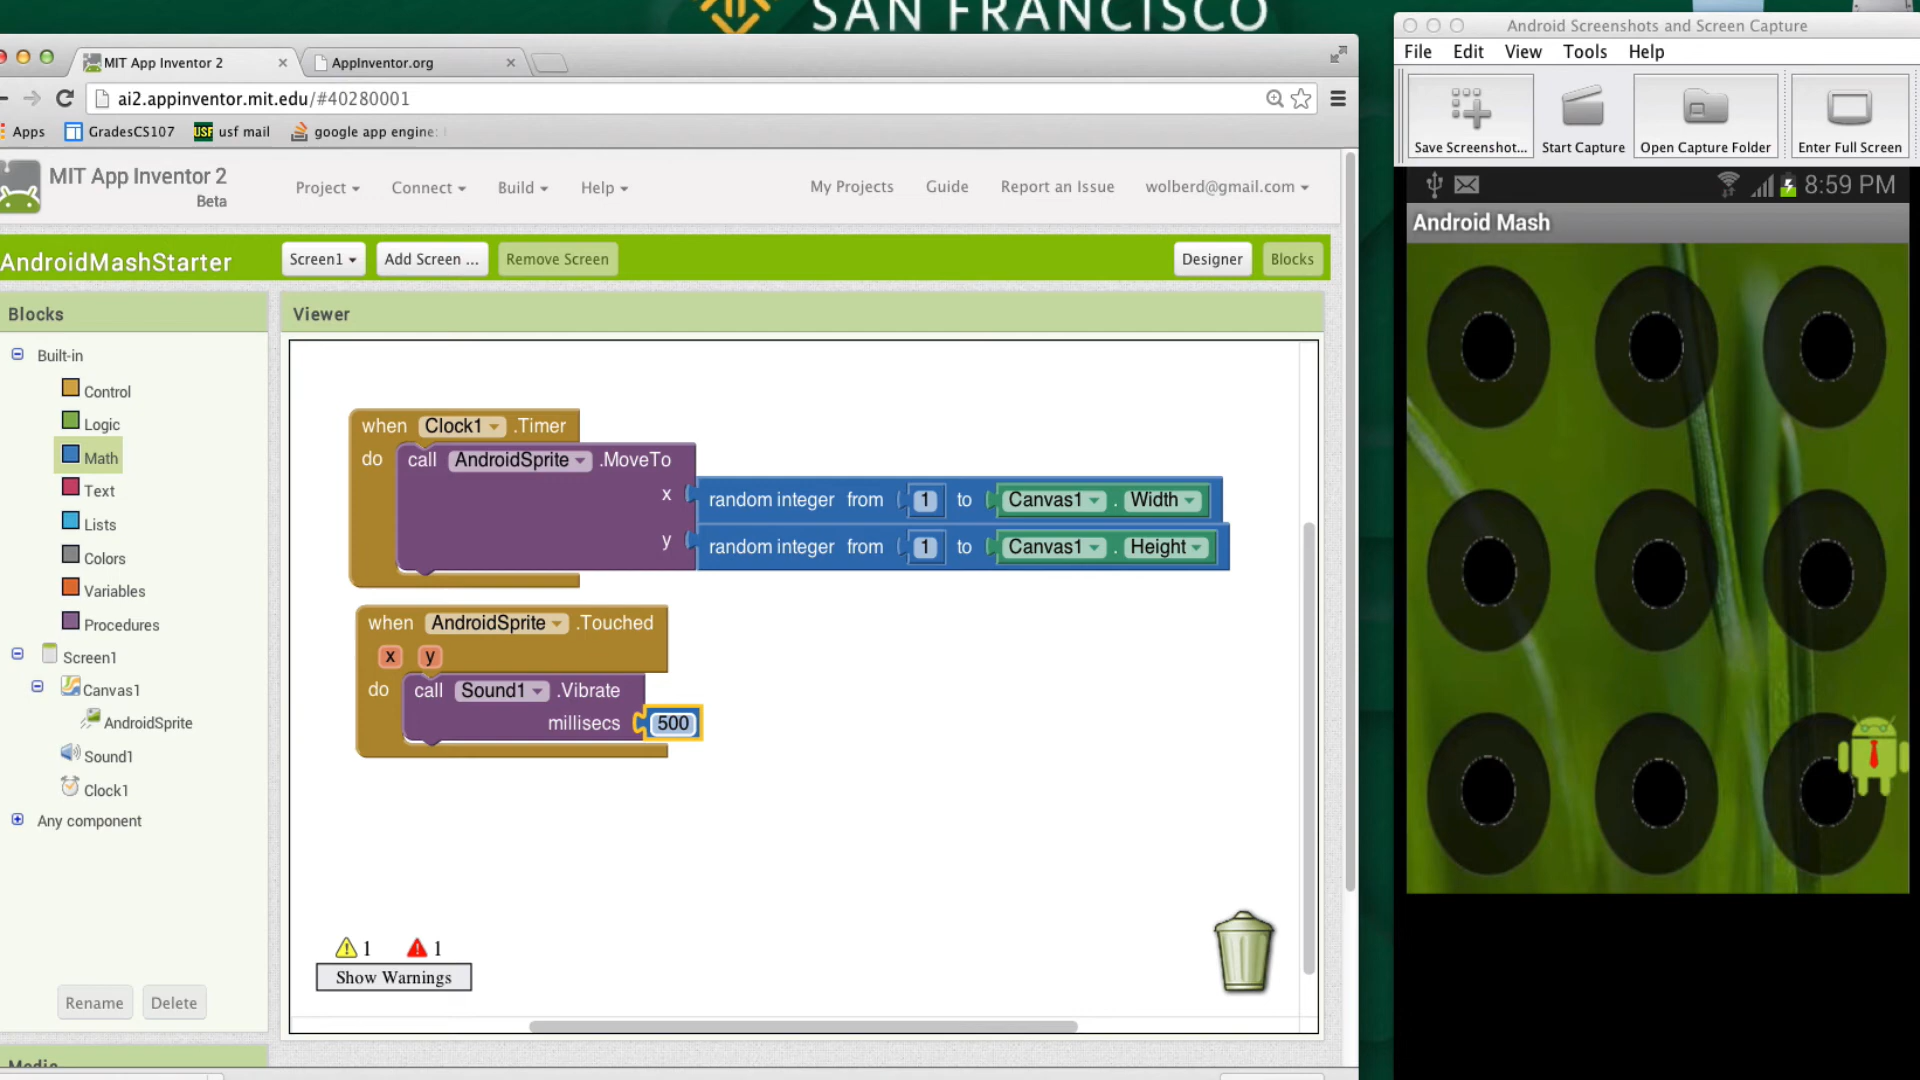 SAN FRANCISCO
MIT App Inventor 2
AppInventor.org
ai2.appinventor.mit.edu/#40280001
Apps
GradesCS107
USF usf mail
google app engine:
MIT App Inventor 2
Beta
Project
Connect
Build
Help
My Projects
Guide
Report an Issue
wolberd@gmail.com
AndroidMashStarter
Screen1
Add Screen ...
Remove Screen
Designer
Blocks
Blocks
Built-in
Control
Logic
Math
Text
Lists
Colors
Variables
Procedures
Screen1
Canvas1
AndroidSprite
Sound1
Clock1
Any component
Rename
Delete
Media
Viewer
when Clock1 .Timer
do call AndroidSprite .MoveTo
x random integer from 1 to Canvas1 . Width
y random integer from 1 to Canvas1 . Height
when AndroidSprite .Touched
x y
do call Sound1 .Vibrate
millisecs 500
1 1
Show Warnings
Android Screenshots and Screen Capture
File Edit View Tools Help
Save Screenshot...
Start Capture
Open Capture Folder
Enter Full Screen
8:59 PM
Android Mash